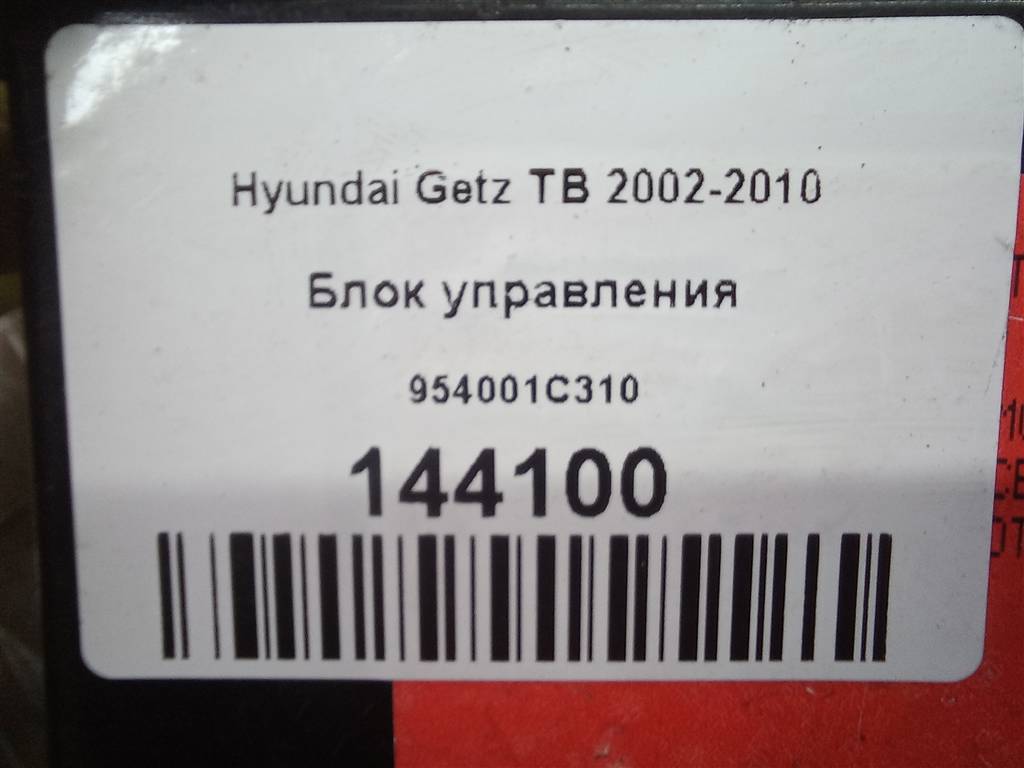 Hyundai Getz TB 2002-2010
Блок управления
954001C310
144100